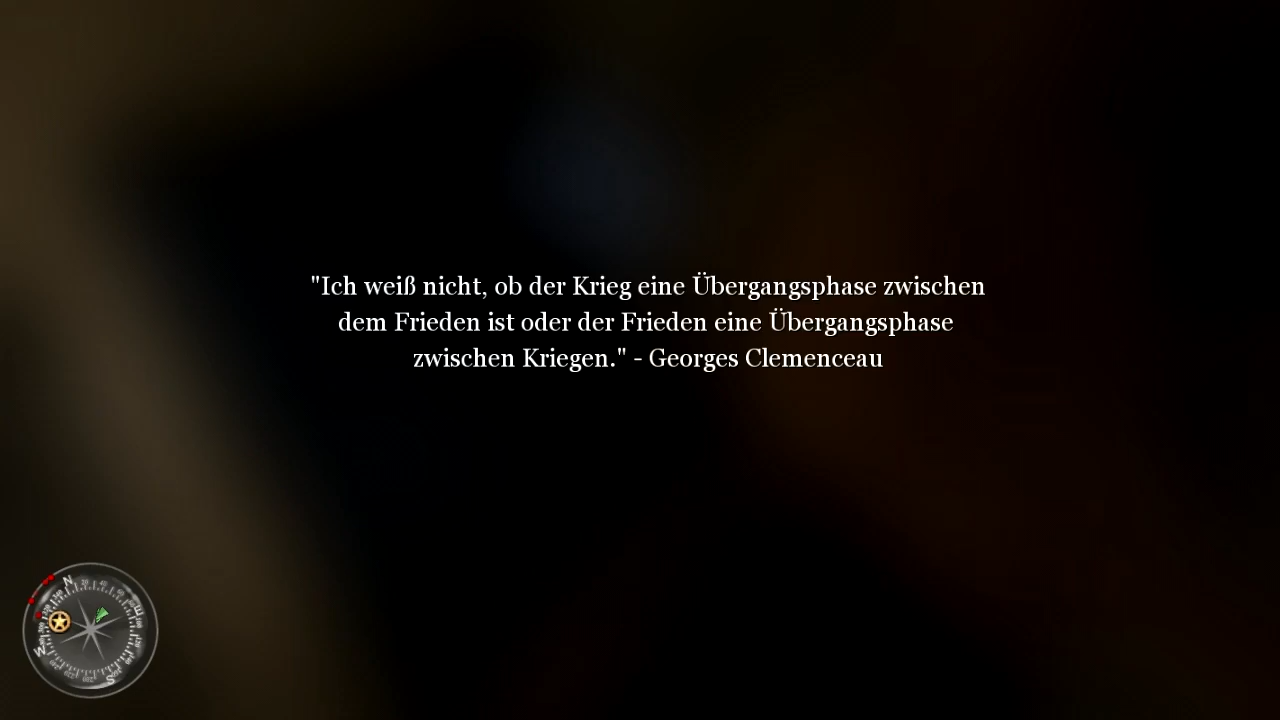 "Ich weiß nicht, ob der Krieg eine Übergangsphase zwischen
dem Frieden ist oder der Frieden eine Übergangsphase
zwischen Kriegen." - Georges Clemenceau
N
E
S
W